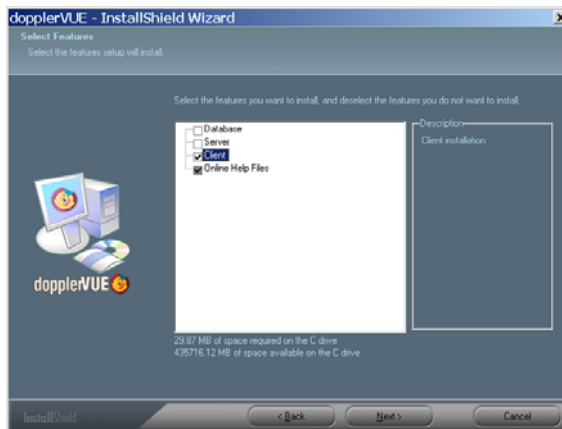 dopplerVUE - InstallShield Wizard
Select Features
Select the features setup will install.
Select the features you want to install, and deselect the features you do not want to install.
Database
Server
Client
Online Help Files
Description
Client installation
dopplerVUE
29.87 MB of space required on the C drive
435716.12 MB of space available on the C drive
InstallShield
< Back
Next >
Cancel